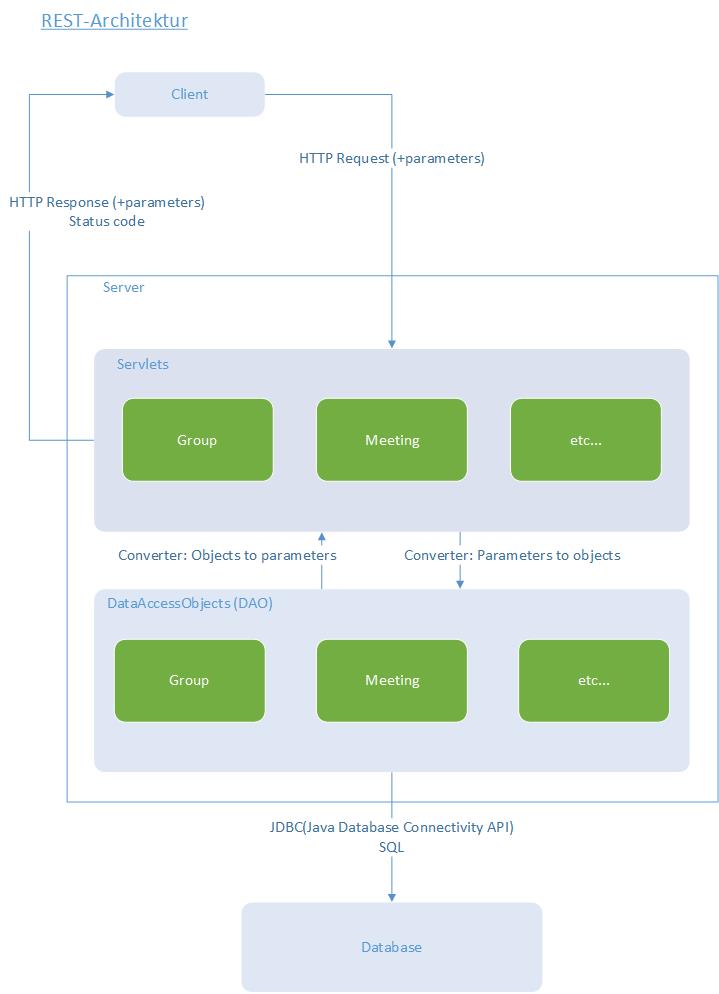 REST-Architektur
Client
HTTP Request (+parameters)
HTTP Response (+parameters)
Status code
Server
Servlets
Group
Meeting
etc...
Converter: Objects to parameters
Converter: Parameters to objects
DataAccessObjects (DAO)
Group
Meeting
etc...
JDBC(Java Database Connectivity API)
SQL
Database